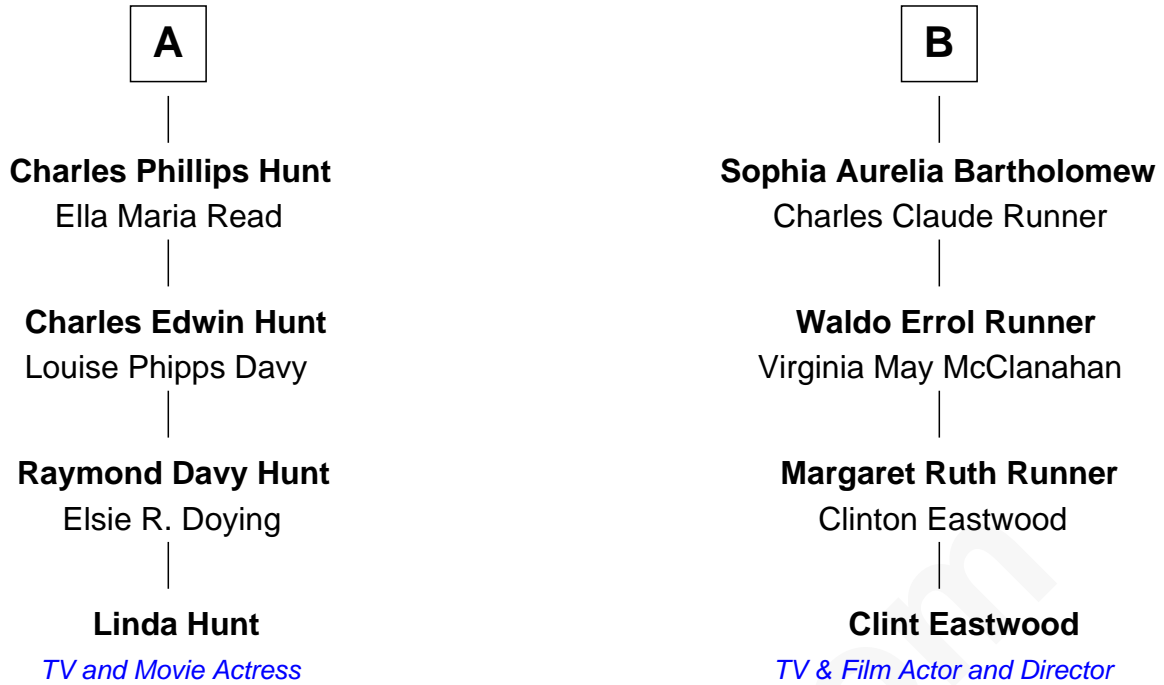 A
Charles Phillips Hunt
Ella Maria Read
Charles Edwin Hunt
Louise Phipps Davy
Raymond Davy Hunt
Elsie R. Doying
Linda Hunt
TV and Movie Actress
B
Sophia Aurelia Bartholomew
Charles Claude Runner
Waldo Errol Runner
Virginia May McClanahan
Margaret Ruth Runner
Clinton Eastwood
Clint Eastwood
TV & Film Actor and Director